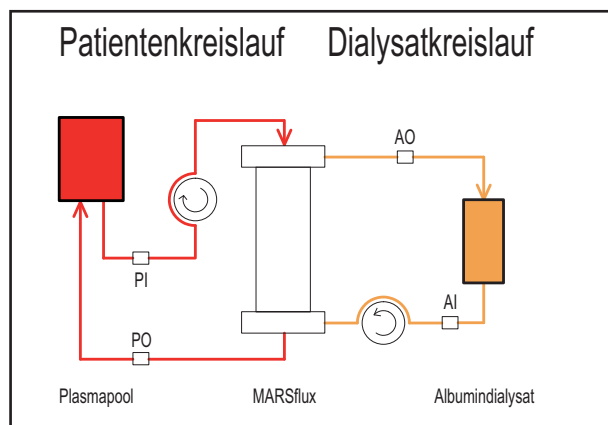 Patientenkreislauf Dialysatkreislauf
AO
PI
AI
PO
Plasmapool MARSflux Albumindialysat